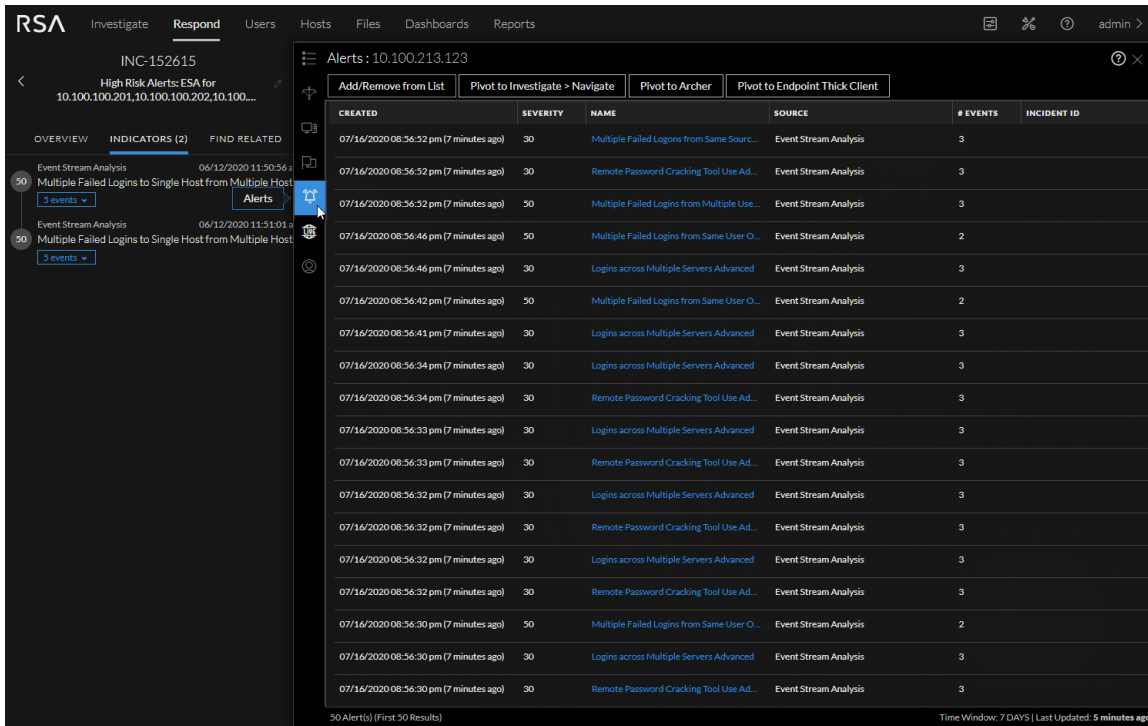 RSA Investigate Respond Users Hosts Files Dashboards Reports admin >
INC-152615
High Risk Alerts: ESA for
10.100.100.201,10.100.100.202,10.100....
OVERVIEW INDICATORS (2) FIND RELATED
Event Stream Analysis 06/12/2020 11:50:56 a
50 Multiple Failed Logins to Single Host from Multiple Host
5 events
Alerts
Event Stream Analysis 06/12/2020 11:51:01 a
50 Multiple Failed Logins to Single Host from Multiple Host
5 events
LIVE
Alerts : 10.100.213.123
Add/Remove from List Pivot to Investigate > Navigate Pivot to Archer Pivot to Endpoint Thick Client
CREATED SEVERITY NAME SOURCE # EVENTS INCIDENT ID
07/16/2020 08:56:52 pm (7 minutes ago) 30 Multiple Failed Logons from Same Sourc... Event Stream Analysis 3
07/16/2020 08:56:52 pm (7 minutes ago) 30 Remote Password Cracking Tool Use Ad... Event Stream Analysis 3
07/16/2020 08:56:52 pm (7 minutes ago) 50 Multiple Failed Logins from Multiple Use... Event Stream Analysis 3
07/16/2020 08:56:46 pm (7 minutes ago) 50 Multiple Failed Logins from Same User O... Event Stream Analysis 2
07/16/2020 08:56:46 pm (7 minutes ago) 30 Logins across Multiple Servers Advanced Event Stream Analysis 3
07/16/2020 08:56:42 pm (7 minutes ago) 50 Multiple Failed Logins from Same User O... Event Stream Analysis 2
07/16/2020 08:56:41 pm (7 minutes ago) 30 Logins across Multiple Servers Advanced Event Stream Analysis 3
07/16/2020 08:56:34 pm (7 minutes ago) 30 Logins across Multiple Servers Advanced Event Stream Analysis 3
07/16/2020 08:56:34 pm (7 minutes ago) 30 Remote Password Cracking Tool Use Ad... Event Stream Analysis 3
07/16/2020 08:56:33 pm (7 minutes ago) 30 Logins across Multiple Servers Advanced Event Stream Analysis 3
07/16/2020 08:56:33 pm (7 minutes ago) 30 Remote Password Cracking Tool Use Ad... Event Stream Analysis 3
07/16/2020 08:56:32 pm (7 minutes ago) 30 Logins across Multiple Servers Advanced Event Stream Analysis 3
07/16/2020 08:56:32 pm (7 minutes ago) 30 Remote Password Cracking Tool Use Ad... Event Stream Analysis 3
07/16/2020 08:56:32 pm (7 minutes ago) 30 Logins across Multiple Servers Advanced Event Stream Analysis 3
07/16/2020 08:56:32 pm (7 minutes ago) 30 Remote Password Cracking Tool Use Ad... Event Stream Analysis 3
07/16/2020 08:56:30 pm (7 minutes ago) 50 Multiple Failed Logins from Same User O... Event Stream Analysis 2
07/16/2020 08:56:30 pm (7 minutes ago) 30 Logins across Multiple Servers Advanced Event Stream Analysis 3
07/16/2020 08:56:30 pm (7 minutes ago) 30 Remote Password Cracking Tool Use Ad... Event Stream Analysis 3
50 Alert(s) (First 50 Results) Time Window: 7 DAYS | Last Updated: 5 minutes ag